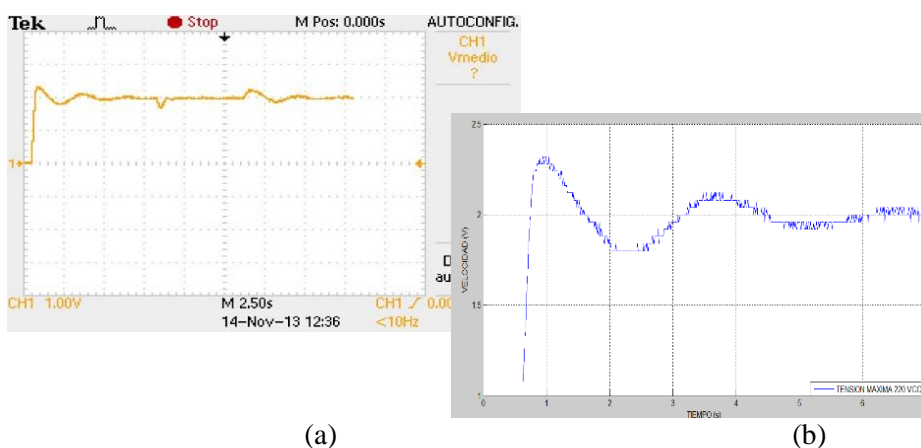 Tek Stop M Pos: 0.000s AUTOCONFIG.
CH1
Vmedio
?
1
CH1 1.00V M 2.50s CH1
14-Nov-13 12:36 <10Hz
2.5
2
1.5
1
VELOCIDAD (V)
0 1 2 3 4 5 6
TIEMPO (s)
TENSION MAXIMA 220 VCC
(a) (b)